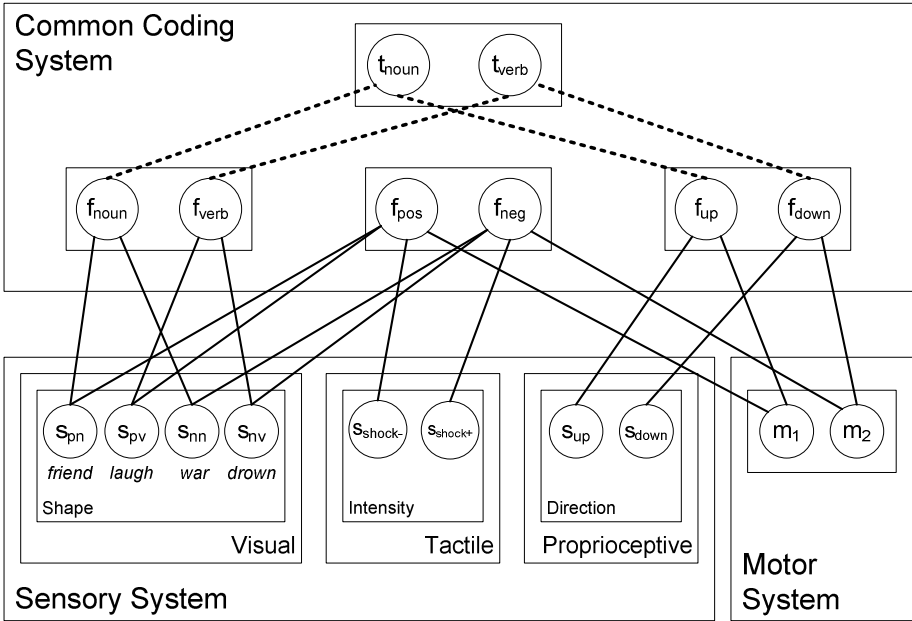 Common Coding
System
t_noun t_verb
f_noun f_verb f_pos f_neg f_up f_down
s_pn s_pv s_nn s_nv s_shock- s_shock+ s_up s_down m_1 m_2
friend laugh war drown
Shape Intensity Direction
Visual Tactile Proprioceptive
Sensory System
Motor
System